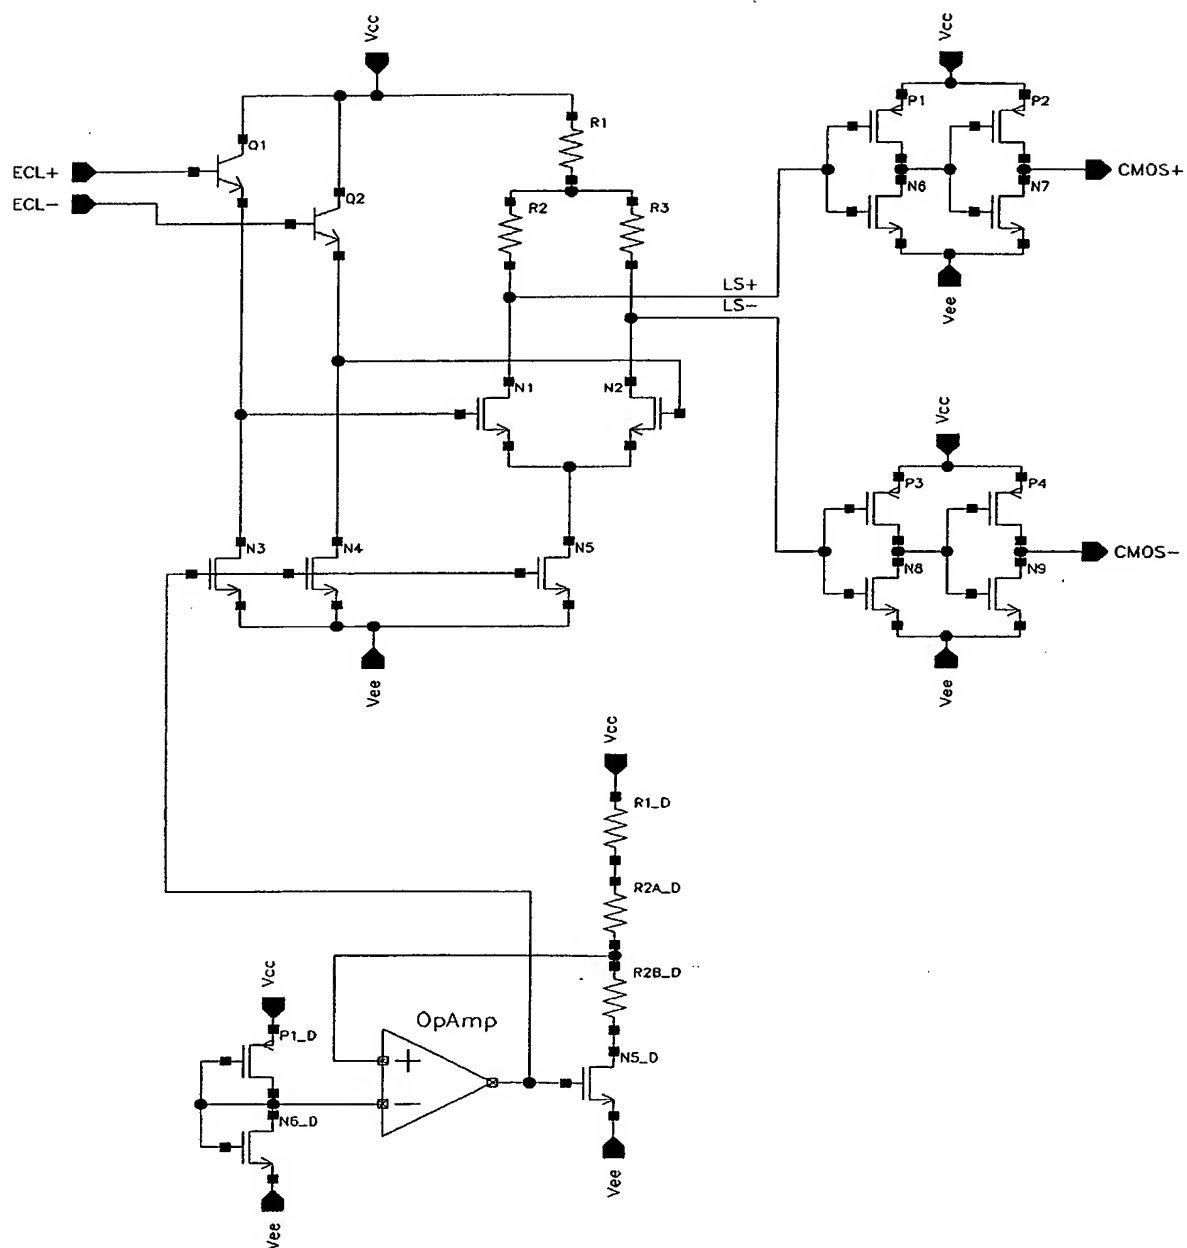 Vcc
Vcc
P1
P2
Q1
R1
ECL+
N6
N7
CMOS+
ECL-
Q2
R2
R3
LS+
LS-
Vee
N1
N2
Vcc
P3
P4
N3
N4
N5
N8
N9
CMOS-
Vee
Vee
Vcc
R1_D
R2A_D
Vcc
R2B_D
OpAmp
P1_D
+
N5_D
-
N6_D
Vee
Vee